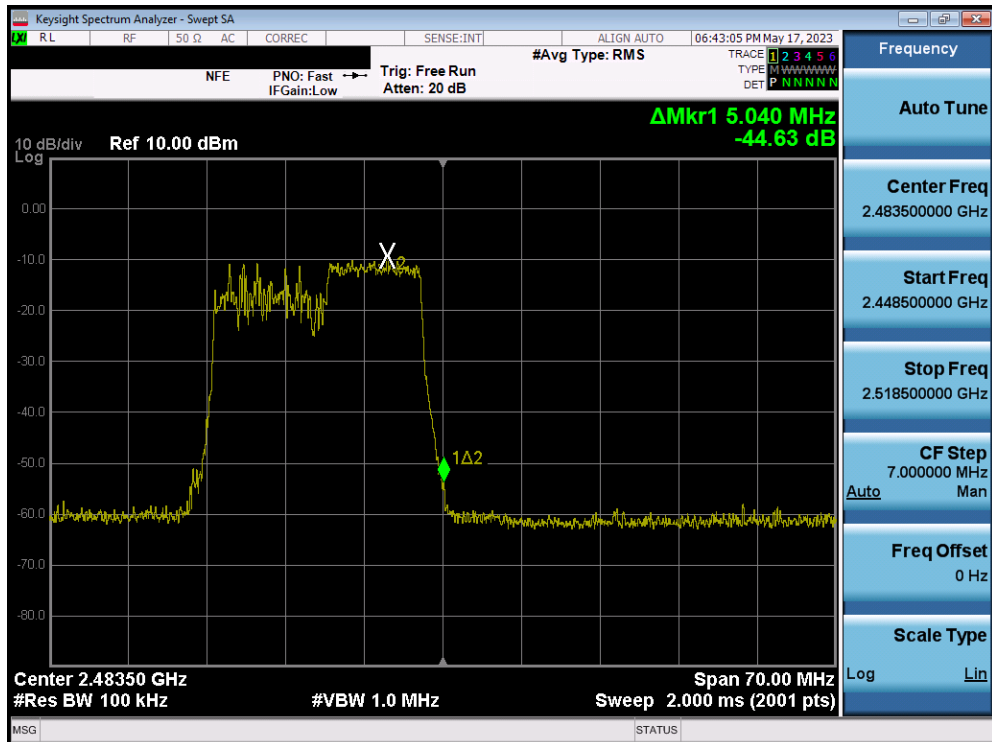 Keysight Spectrum Analyzer - Swept SA
LXI RL RF 50 Ω AC CORREC SENSE:INT ALIGN AUTO 06:43:05 PM May 17, 2023
NFE PNO: Fast Trig: Free Run #Avg Type: RMS TRACE 1 2 3 4 5 6
IFGain:Low Atten: 20 dB TYPE M WWWWW
DET P N N N N N
ΔMkr1 5.040 MHz
-44.63 dB
10 dB/div Ref 10.00 dBm
Log
0.00
-10.0
X2
-20.0
-30.0
-40.0
-50.0
1Δ2
-60.0
-70.0
-80.0
Center 2.48350 GHz Span 70.00 MHz
#Res BW 100 kHz #VBW 1.0 MHz Sweep 2.000 ms (2001 pts)
MSG STATUS
Frequency
Auto Tune
Center Freq
2.483500000 GHz
Start Freq
2.448500000 GHz
Stop Freq
2.518500000 GHz
CF Step
7.000000 MHz
Auto Man
Freq Offset
0 Hz
Scale Type
Log Lin